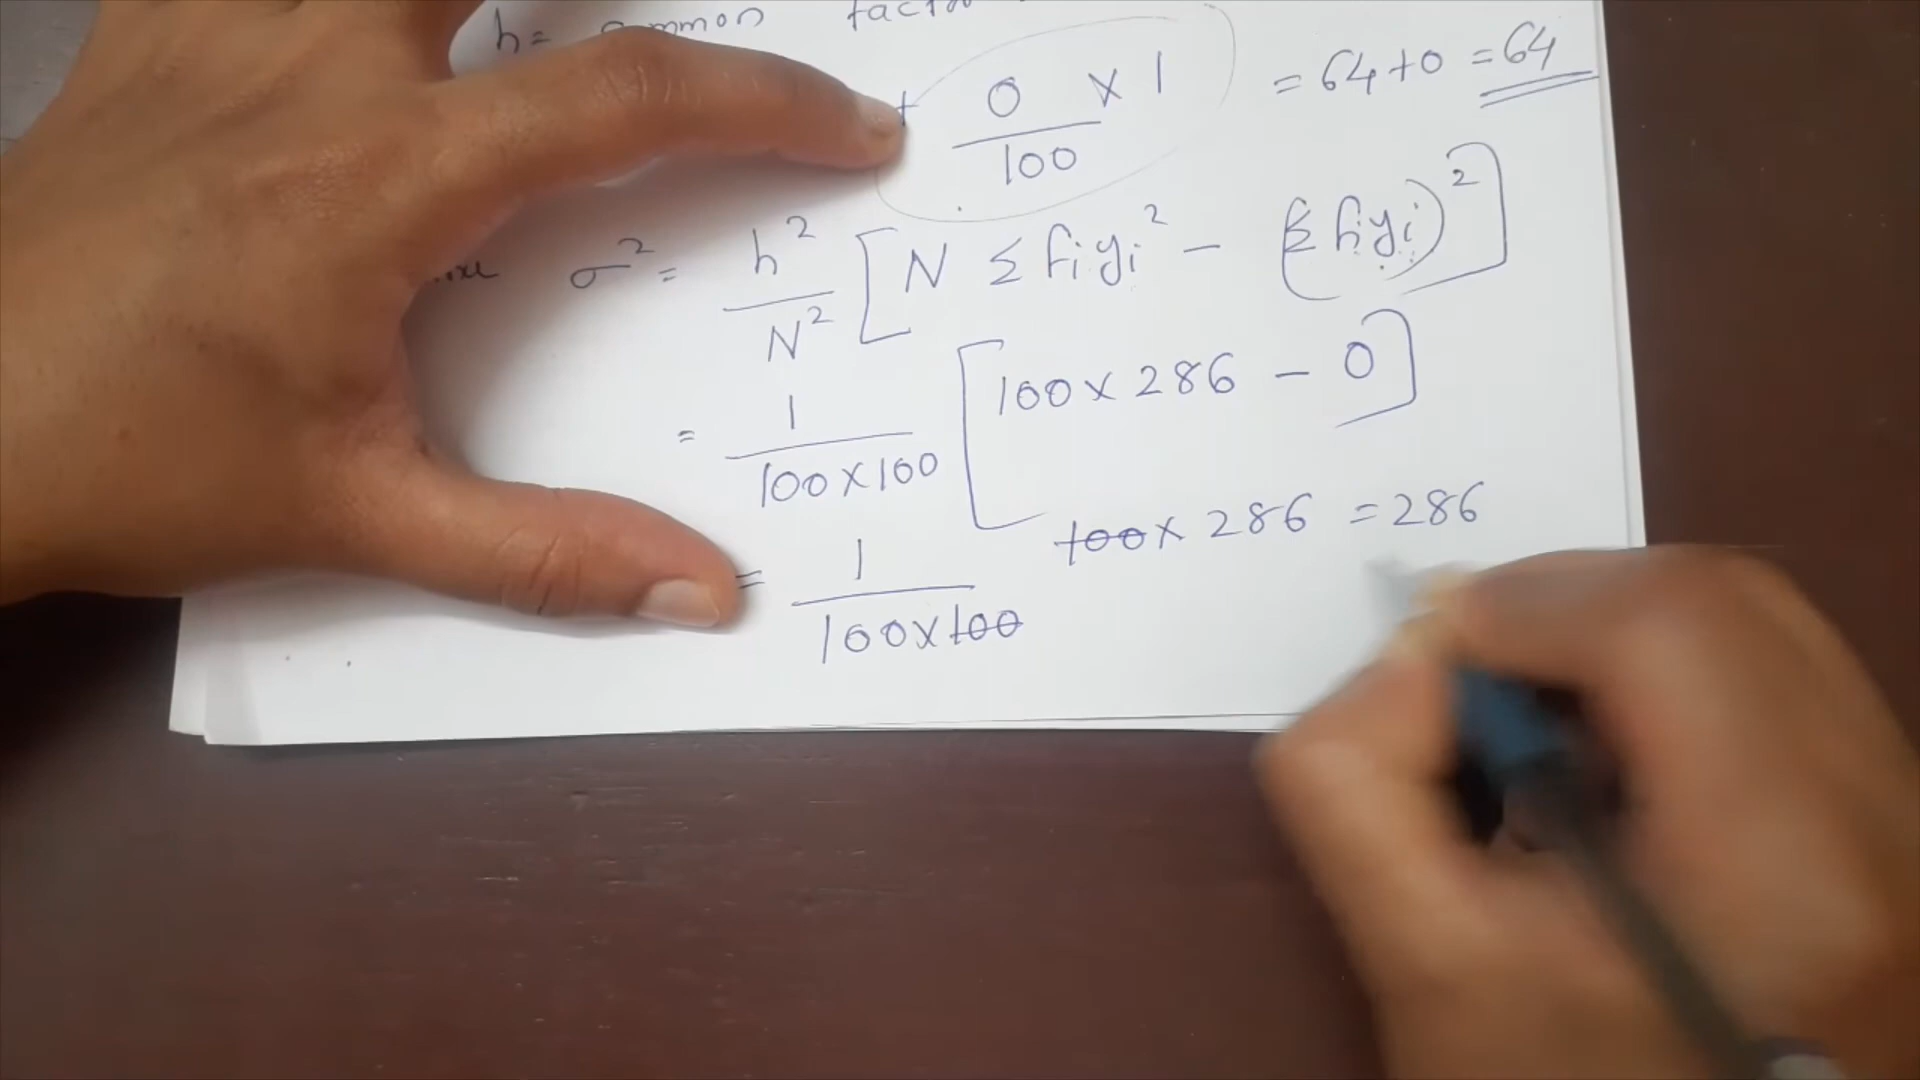 h = common
+ 0/100 × 1 = 64+0 = 64
σ² = h²/N² [N Σ fiyi² − (Σ fiyi)²]
= 1/100×100 [100×286 − 0]
= 1/100×100 100× 286 = 286